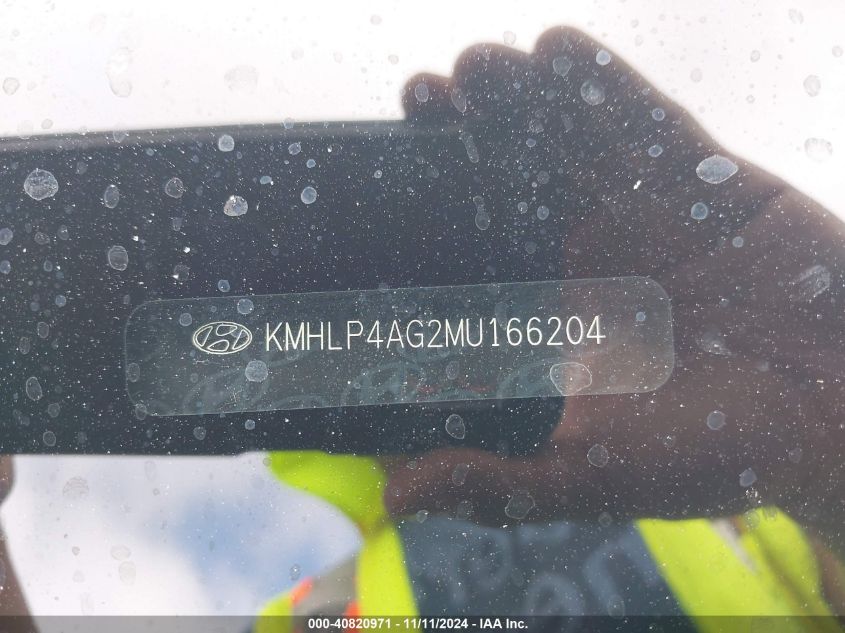 KMHLP4AG2MU166204
000-40820971 - 11/11/2024 - IAA Inc.